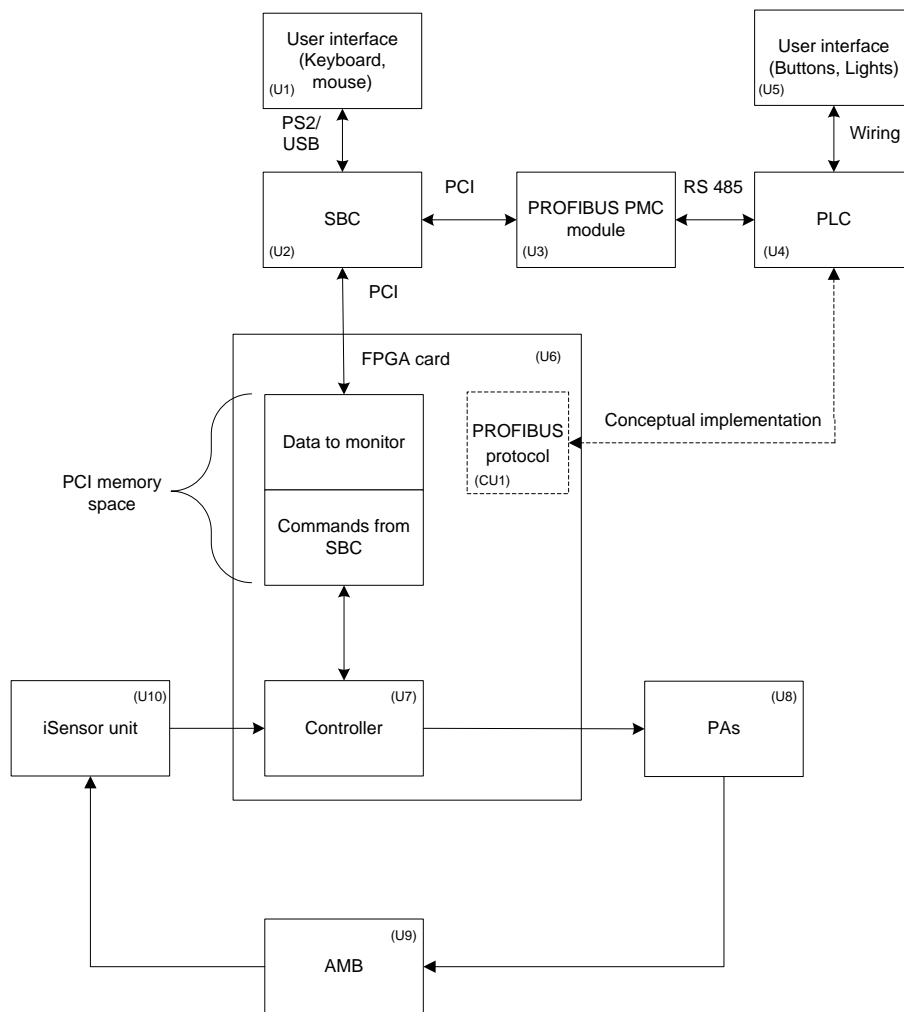 User interface
(Keyboard,
mouse)
(U1)
User interface
(Buttons, Lights)
(U5)
PS2/
USB
Wiring
SBC
(U2)
PCI
PROFIBUS PMC
module
(U3)
RS 485
PLC
(U4)
PCI
FPGA card
(U6)
Data to monitor
PROFIBUS
protocol
(CU1)
Conceptual implementation
PCI memory
space
Commands from
SBC
iSensor unit
(U10)
Controller
(U7)
PAs
(U8)
AMB
(U9)